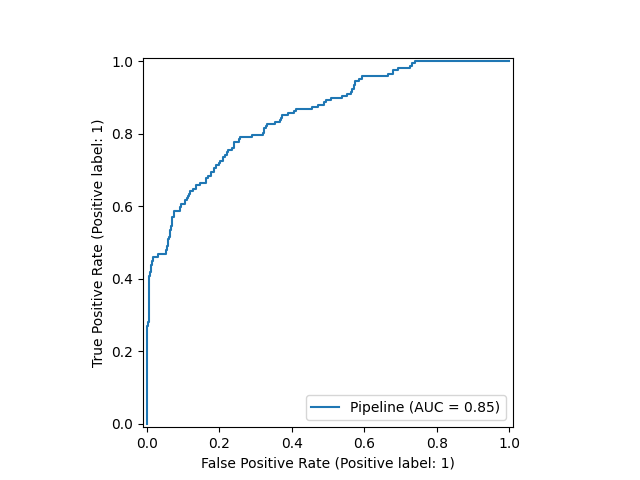 1.0
0.8
0.6
0.4
0.2
0.0
True Positive Rate (Positive label: 1)
Pipeline (AUC = 0.85)
0.0 0.2 0.4 0.6 0.8 1.0
False Positive Rate (Positive label: 1)